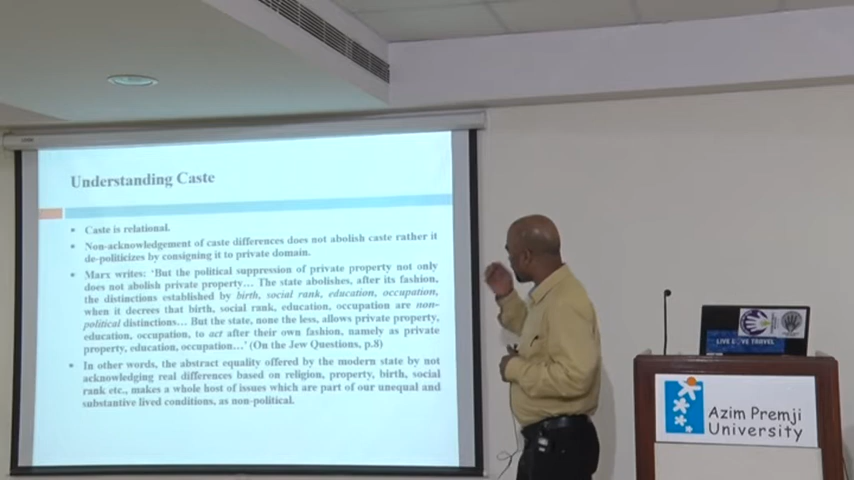 Understanding Caste
Caste is relational.
Non-acknowledgement of caste differences does not abolish caste rather it
de-politicizes by consigning it to private domain.
Marx writes: 'But the political suppression of private property not only
does not abolish private property… The state abolishes, after its fashion,
the distinctions established by birth, social rank, education, occupation,
when it decrees that birth, social rank, education, occupation are non-
political distinctions… But the state, none the less, allows private property,
education, occupation, to act after their own fashion, namely as private
property, education, occupation…' (On the Jew Questions, p.8)
In other words, the abstract equality offered by the modern state by not
acknowledging real differences based on religion, property, birth, social
rank etc., makes a whole host of issues which are part of our unequal and
substantive lived conditions, as non-political.
LIVE LOVE TRAVEL
Azim Premji
University